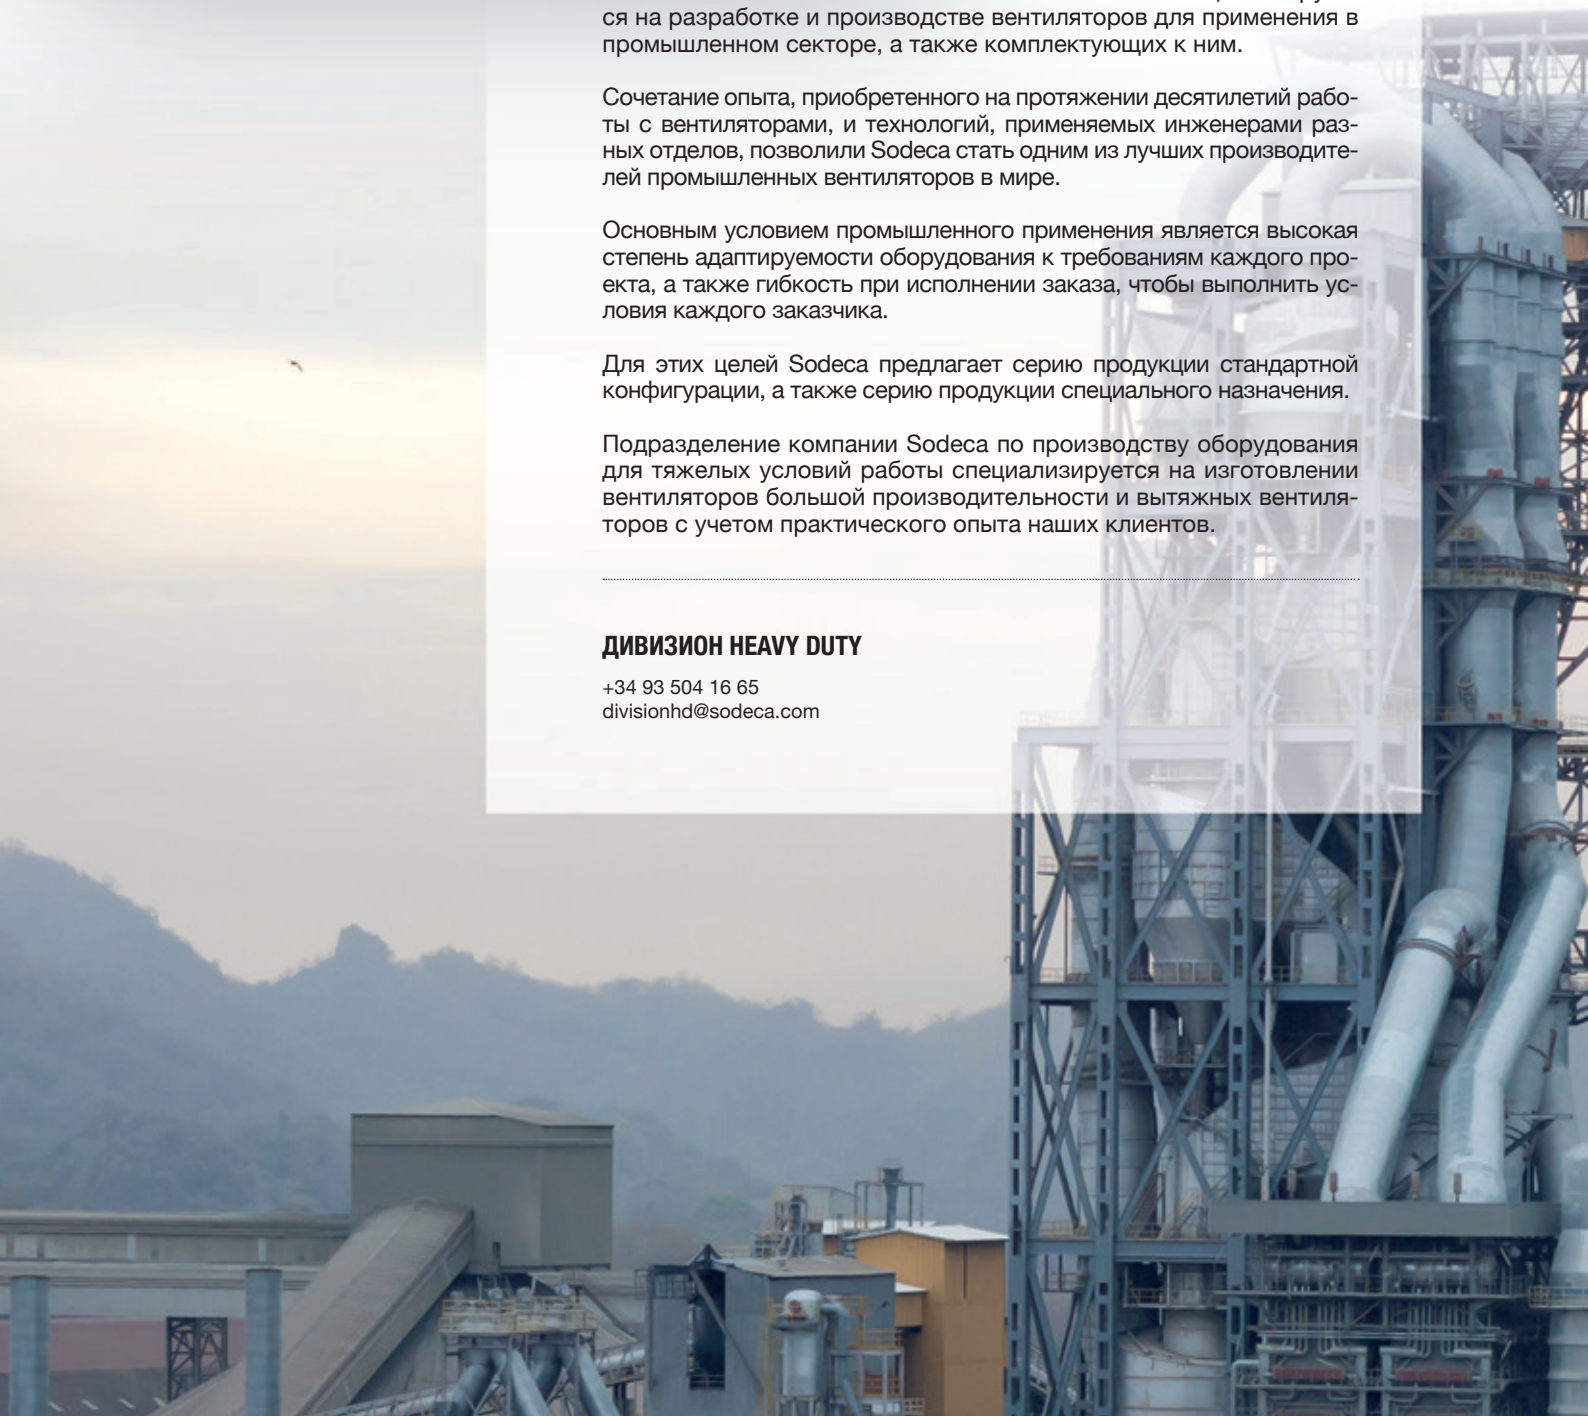 ся на разработке и производстве вентиляторов для применения в
промышленном секторе, а также комплектующих к ним.
Сочетание опыта, приобретенного на протяжении десятилетий рабо-
ты с вентиляторами, и технологий, применяемых инженерами раз-
ных отделов, позволили Sodeca стать одним из лучших производите-
лей промышленных вентиляторов в мире.
Основным условием промышленного применения является высокая
степень адаптируемости оборудования к требованиям каждого про-
екта, а также гибкость при исполнении заказа, чтобы выполнить ус-
ловия каждого заказчика.
Для этих целей Sodeca предлагает серию продукции стандартной
конфигурации, а также серию продукции специального назначения.
Подразделение компании Sodeca по производству оборудования
для тяжелых условий работы специализируется на изготовлении
вентиляторов большой производительности и вытяжных вентиля-
торов с учетом практического опыта наших клиентов.
ДИВИЗИОН HEAVY DUTY
+34 93 504 16 65
divisionhd@sodeca.com